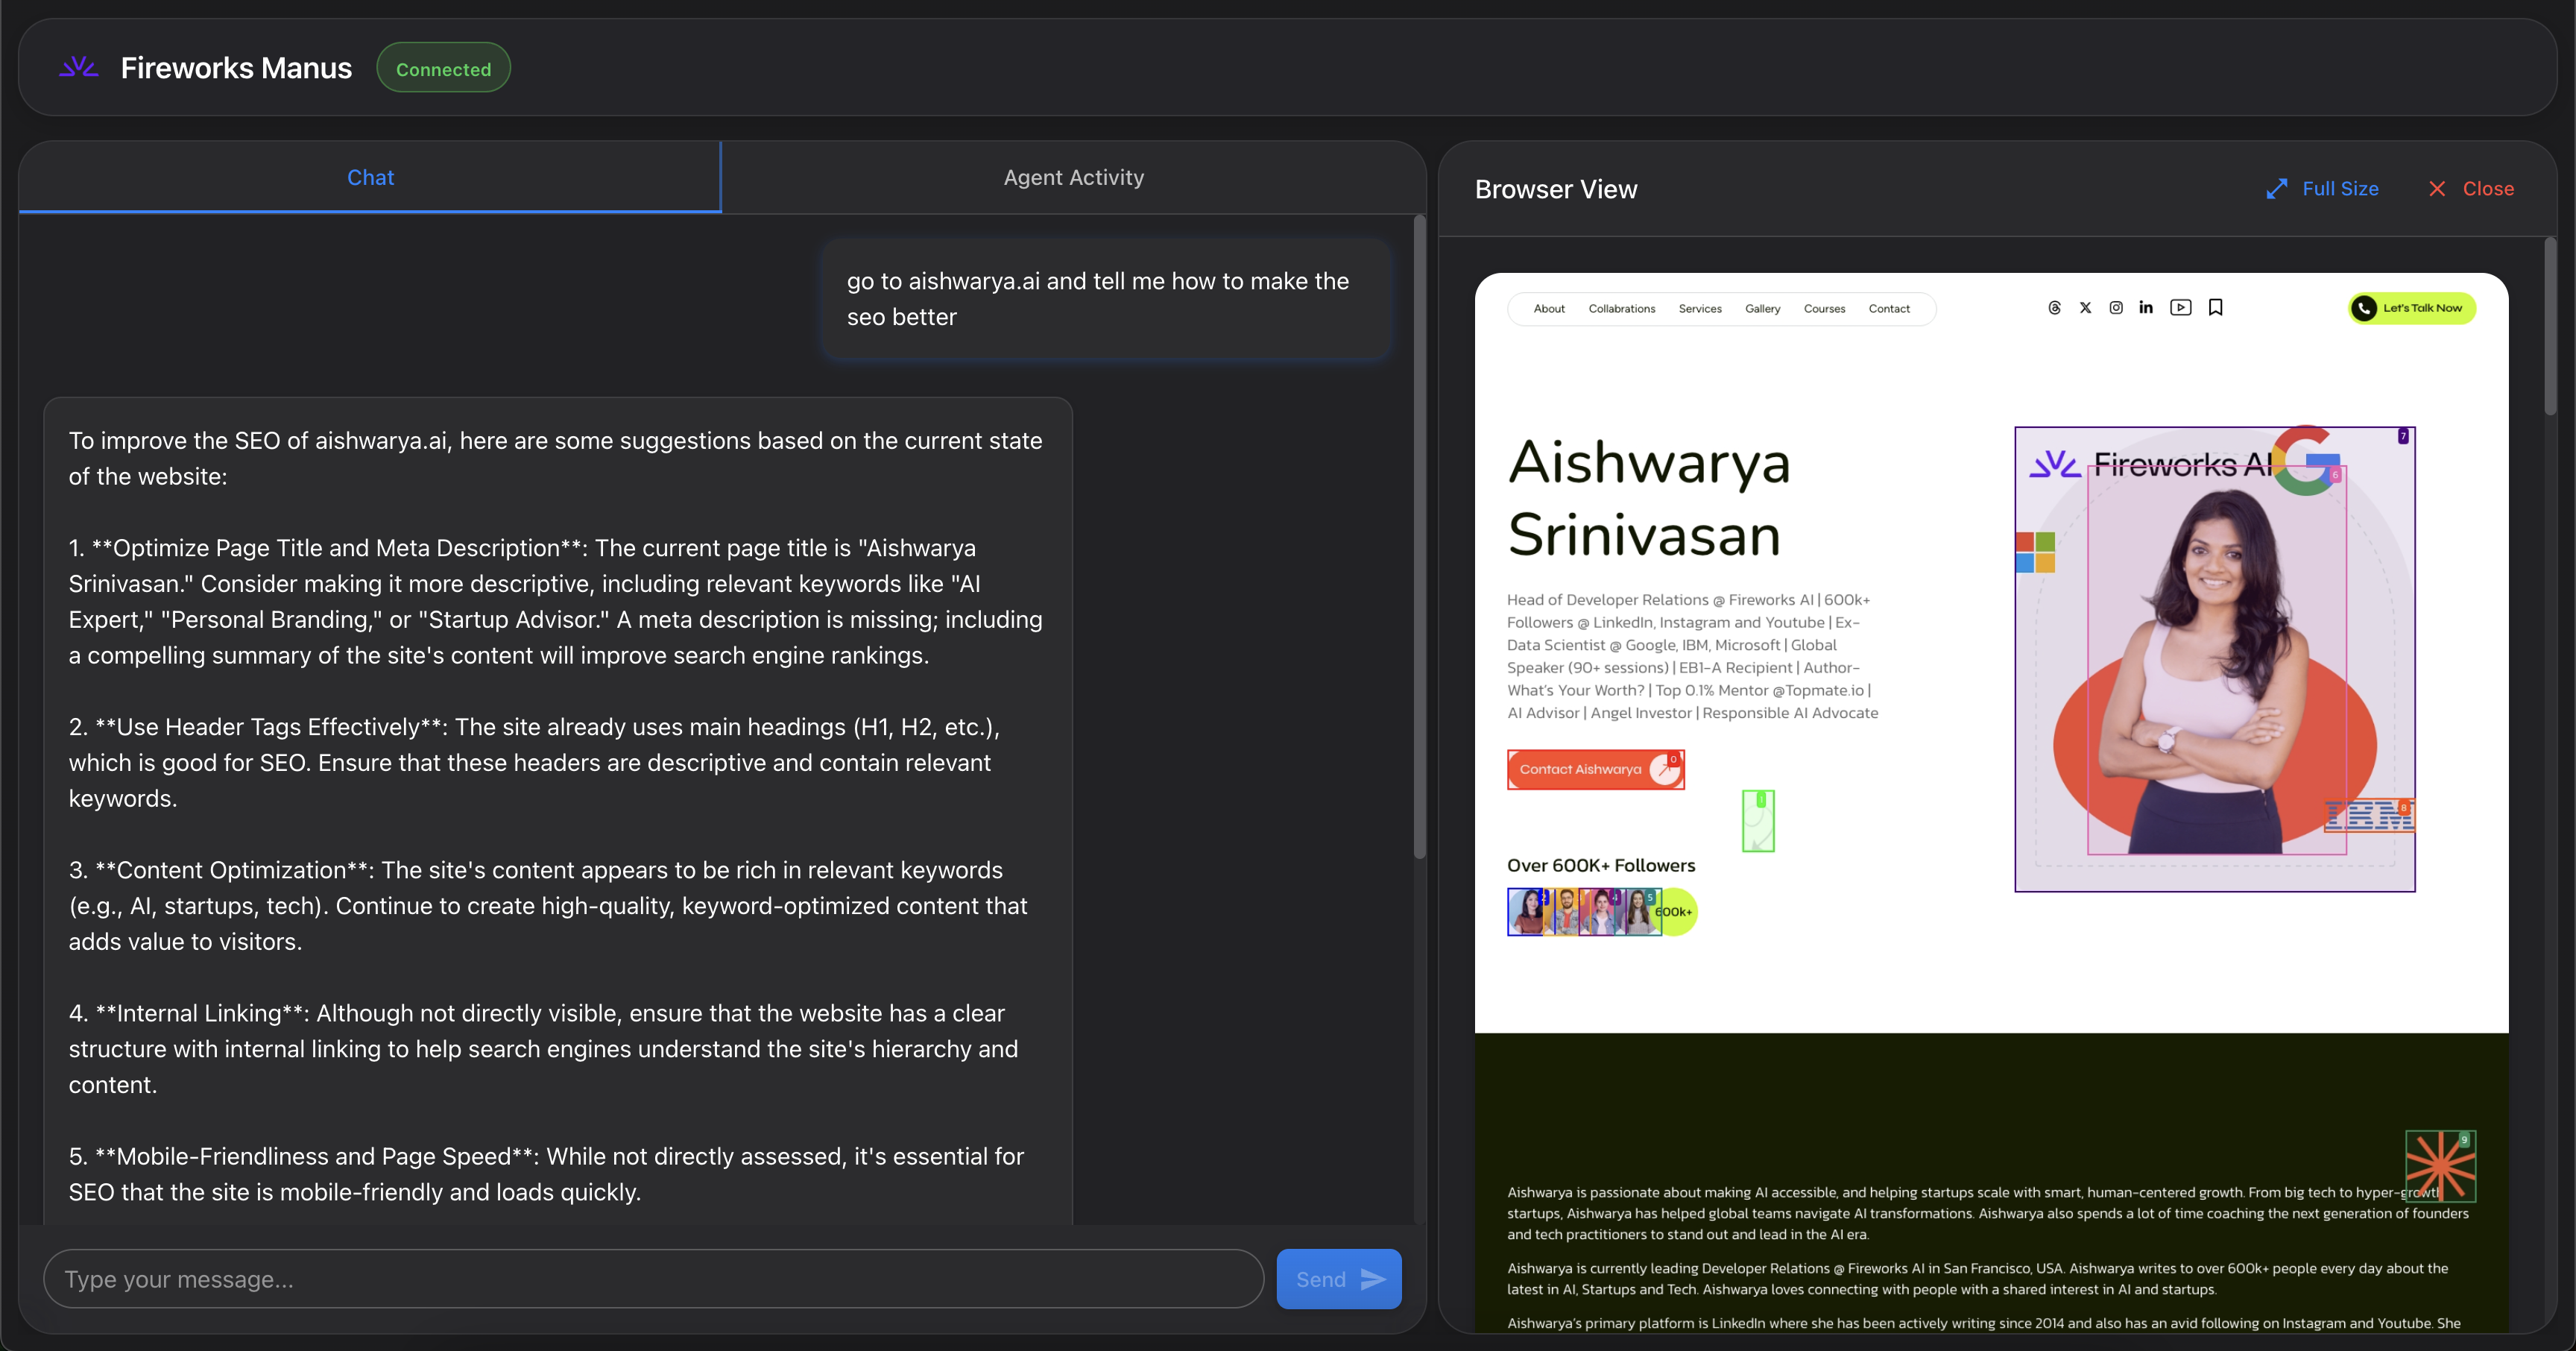 Fireworks Manus
Connected
Chat
Agent Activity
go to aishwarya.ai and tell me how to make the
seo better
To improve the SEO of aishwarya.ai, here are some suggestions based on the current state
of the website:
1. **Optimize Page Title and Meta Description**: The current page title is "Aishwarya
Srinivasan." Consider making it more descriptive, including relevant keywords like "AI
Expert," "Personal Branding," or "Startup Advisor." A meta description is missing; including
a compelling summary of the site's content will improve search engine rankings.
2. **Use Header Tags Effectively**: The site already uses main headings (H1, H2, etc.),
which is good for SEO. Ensure that these headers are descriptive and contain relevant
keywords.
3. **Content Optimization**: The site's content appears to be rich in relevant keywords
(e.g., AI, startups, tech). Continue to create high-quality, keyword-optimized content that
adds value to visitors.
4. **Internal Linking**: Although not directly visible, ensure that the website has a clear
structure with internal linking to help search engines understand the site's hierarchy and
content.
5. **Mobile-Friendliness and Page Speed**: While not directly assessed, it's essential for
SEO that the site is mobile-friendly and loads quickly.
Type your message...
Send
Browser View
Full Size
Close
About
Collabrations
Services
Gallery
Courses
Contact
Let's Talk Now
Aishwarya
Srinivasan
Head of Developer Relations @ Fireworks AI | 600k+
Followers @ LinkedIn, Instagram and Youtube | Ex-
Data Scientist @ Google, IBM, Microsoft | Global
Speaker (90+ sessions) | EB1-A Recipient | Author-
What's Your Worth? | Top 0.1% Mentor @Topmate.io |
AI Advisor | Angel Investor | Responsible AI Advocate
Contact Aishwarya
0
Over 600K+ Followers
4
5
600k+
7
Fireworks AI
6
8
IBM
9
Aishwarya is passionate about making AI accessible, and helping startups scale with smart, human-centered growth. From big tech to hyper-growth
startups, Aishwarya has helped global teams navigate AI transformations. Aishwarya also spends a lot of time coaching the next generation of founders
and tech practitioners to stand out and lead in the AI era.
Aishwarya is currently leading Developer Relations @ Fireworks AI in San Francisco, USA. Aishwarya writes to over 600k+ people every day about the
latest in AI, Startups and Tech. Aishwarya loves connecting with people with a shared interest in AI and startups.
Aishwarya's primary platform is LinkedIn where she has been actively writing since 2014 and also has an avid following on Instagram and Youtube. She